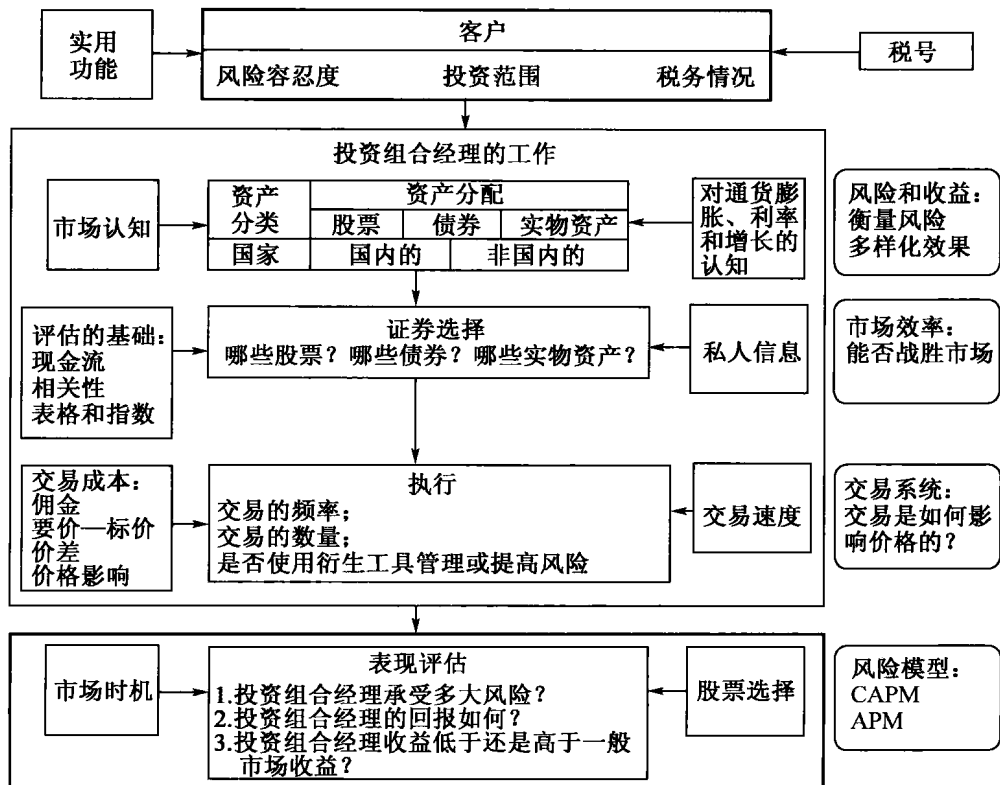 实用
功能
客户
风险容忍度 投资范围 税务情况
税号
投资组合经理的工作
市场认知
资产
分类
资产分配
股票 债券 实物资产
国家 国内的 非国内的
对通货膨
胀、利率
和增长的
认知
风险和收益：
衡量风险
多样化效果
评估的基础：
现金流
相关性
表格和指数
证券选择
哪些股票？哪些债券？哪些实物资产？
私人信息
市场效率：
能否战胜市场
交易成本：
佣金
要价—标价
价差
价格影响
执行
交易的频率；
交易的数量；
是否使用衍生工具管理或提高风险
交易速度
交易系统：
交易是如何影
响价格的？
市场时机
表现评估
1.投资组合经理承受多大风险？
2.投资组合经理的回报如何？
3.投资组合经理收益低于还是高于一般
市场收益？
股票选择
风险模型：
CAPM
APM